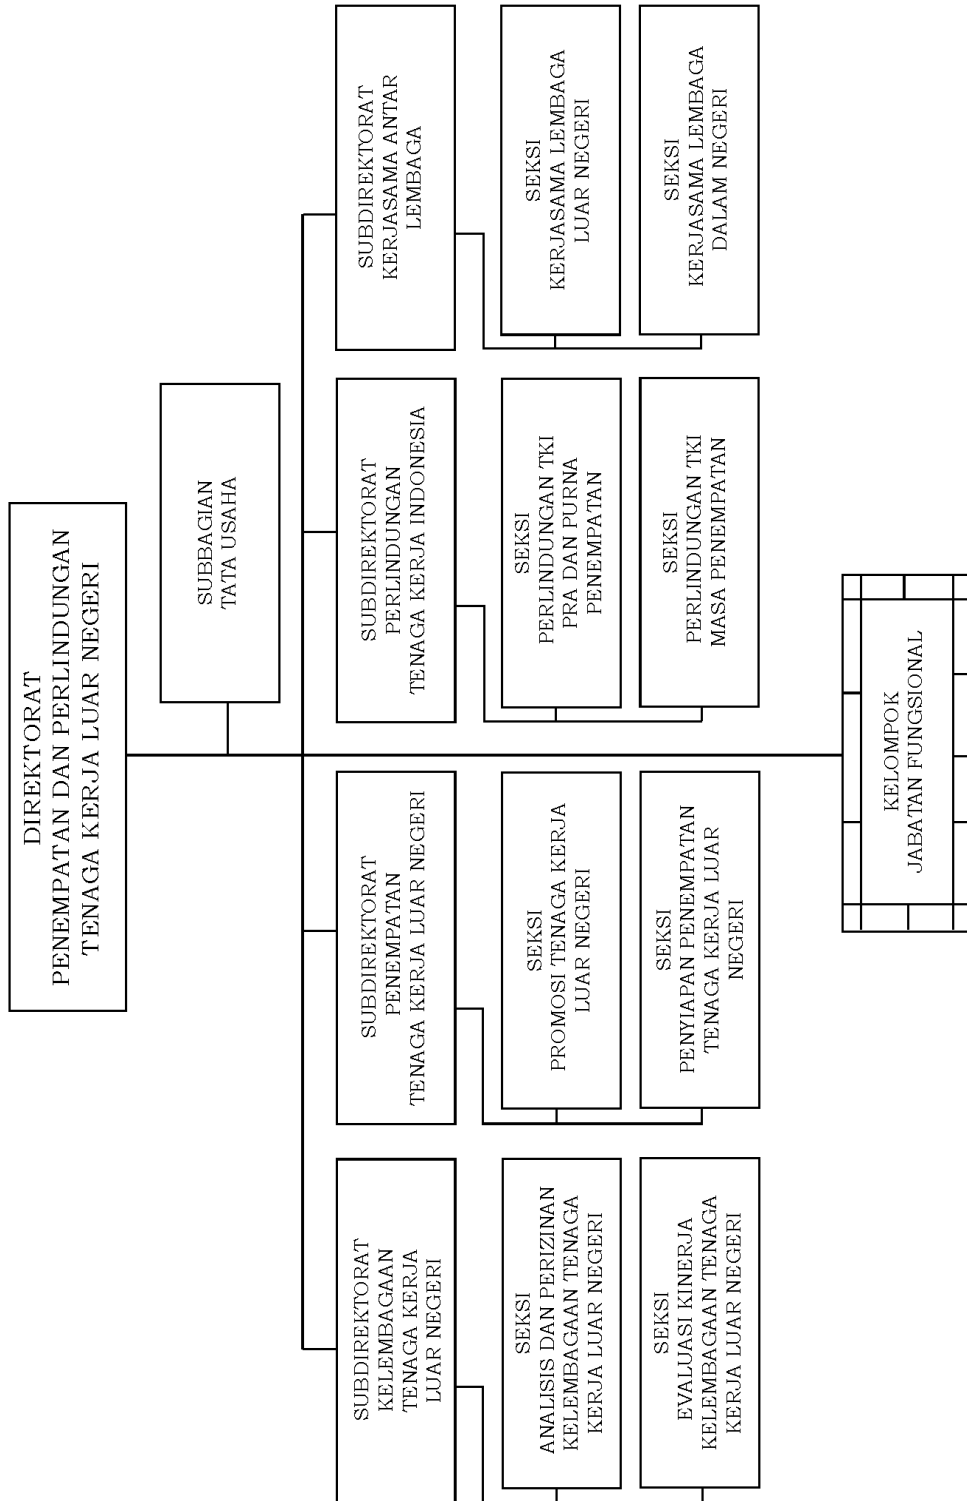 DIREKTORAT
PENEMPATAN DAN PERLINDUNGAN
TENAGA KERJA LUAR NEGERI
SUBBAGIAN
TATA USAHA
SUBDIREKTORAT
KELEMBAGAAN
TENAGA KERJA
LUAR NEGERI
SUBDIREKTORAT
PENEMPATAN
TENAGA KERJA LUAR NEGERI
SUBDIREKTORAT
PERLINDUNGAN
TENAGA KERJA INDONESIA
SUBDIREKTORAT
KERJASAMA ANTAR
LEMBAGA
SEKSI
ANALISIS DAN PERIZINAN
KELEMBAGAAN TENAGA
KERJA LUAR NEGERI
SEKSI
PROMOSI TENAGA KERJA
LUAR NEGERI
SEKSI
PERLINDUNGAN TKI
PRA DAN PURNA
PENEMPATAN
SEKSI
KERJASAMA LEMBAGA
LUAR NEGERI
SEKSI
EVALUASI KINERJA
KELEMBAGAAN TENAGA
KERJA LUAR NEGERI
SEKSI
PENYIAPAN PENEMPATAN
TENAGA KERJA LUAR
NEGERI
SEKSI
PERLINDUNGAN TKI
MASA PENEMPATAN
SEKSI
KERJASAMA LEMBAGA
DALAM NEGERI
KELOMPOK
JABATAN FUNGSIONAL